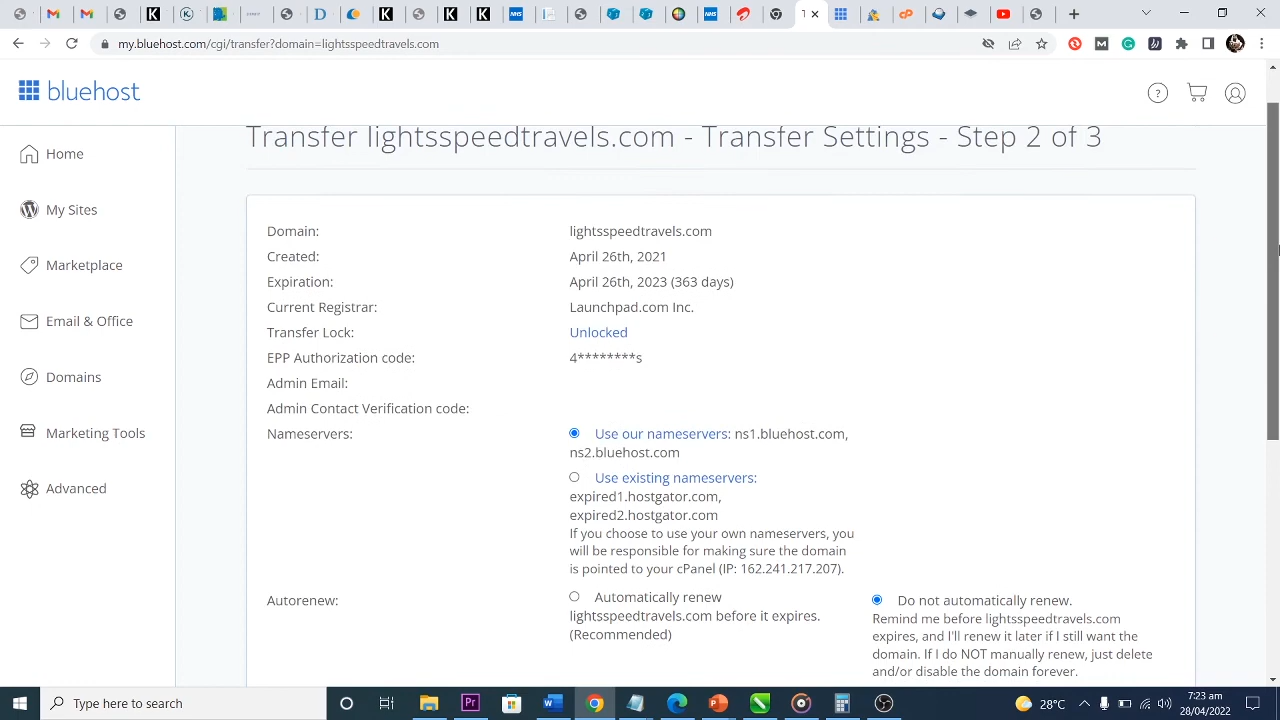 my.bluehost.com/cgi/transfer?domain=lightsspeedtravels.com
bluehost
Transfer lightsspeedtravels.com - Transfer Settings - Step 2 of 3
Home
My Sites
Marketplace
Email & Office
Domains
Marketing Tools
Advanced
Domain: lightsspeedtravels.com
Created: April 26th, 2021
Expiration: April 26th, 2023 (363 days)
Current Registrar: Launchpad.com Inc.
Transfer Lock: Unlocked
EPP Authorization code: 4********s
Admin Email:
Admin Contact Verification code:
Nameservers: Use our nameservers: ns1.bluehost.com,
ns2.bluehost.com
Use existing nameservers:
expired1.hostgator.com,
expired2.hostgator.com
If you choose to use your own nameservers, you
will be responsible for making sure the domain
is pointed to your cPanel (IP: 162.241.217.207).
Autorenew:
Automatically renew
lightsspeedtravels.com before it expires.
(Recommended)
Do not automatically renew.
Remind me before lightsspeedtravels.com
expires, and I'll renew it later if I still want the
domain. If I do NOT manually renew, just delete
and/or disable the domain forever.
Type here to search
28°C
7:23 am
28/04/2022